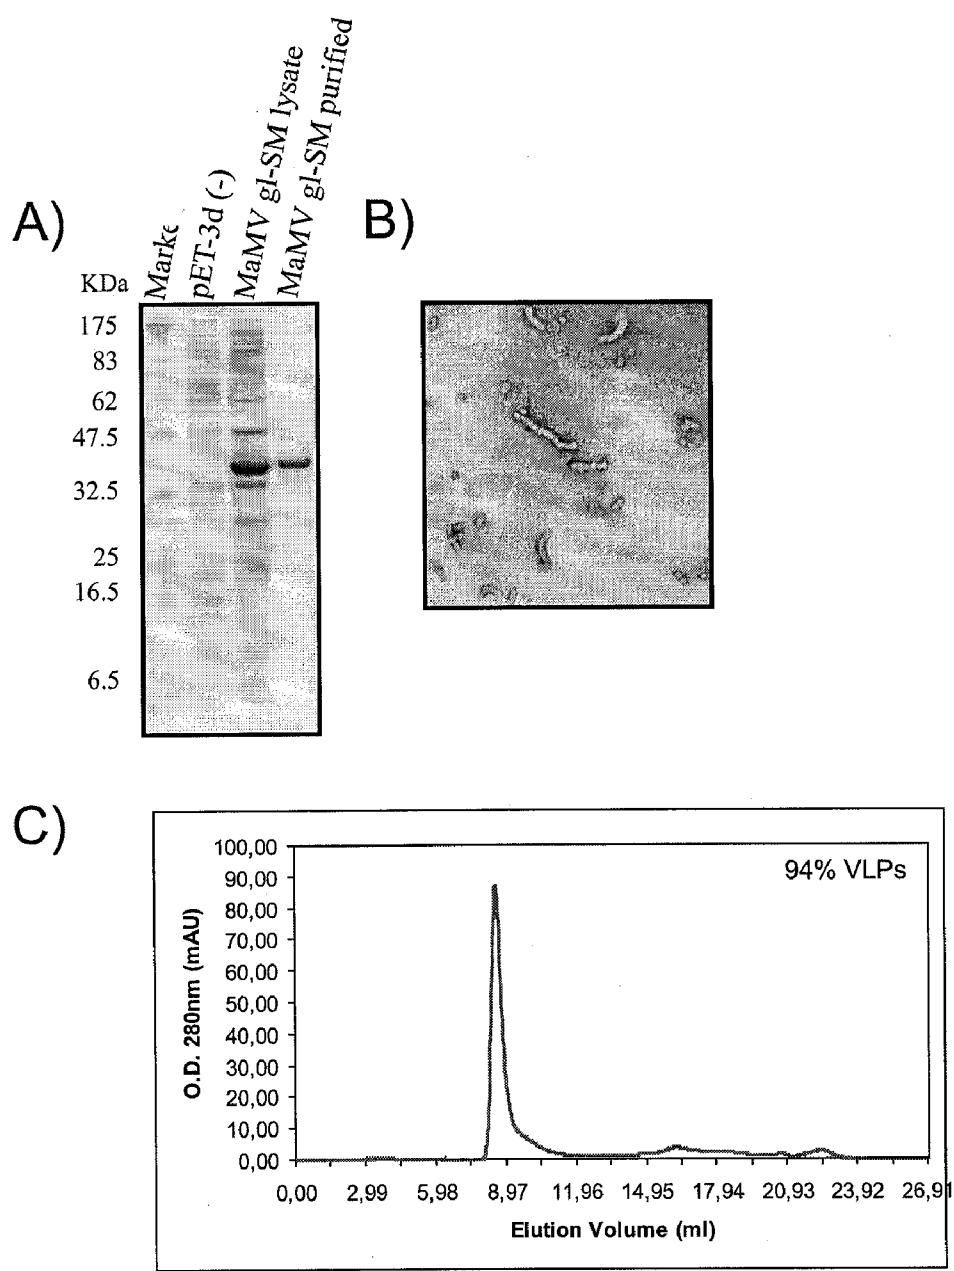 A)
B)
Marke
pET-3d (-)
MaMV gl-SM lysate
MaMV gl-SM purified
KDa
175
83
62
47.5
32.5
25
16.5
6.5
C)
94% VLPs
O.D. 280nm (mAU)
100,00
90,00
80,00
70,00
60,00
50,00
40,00
30,00
20,00
10,00
0,00
0,00 2,99 5,98 8,97 11,96 14,95 17,94 20,93 23,92 26,91
Elution Volume (ml)